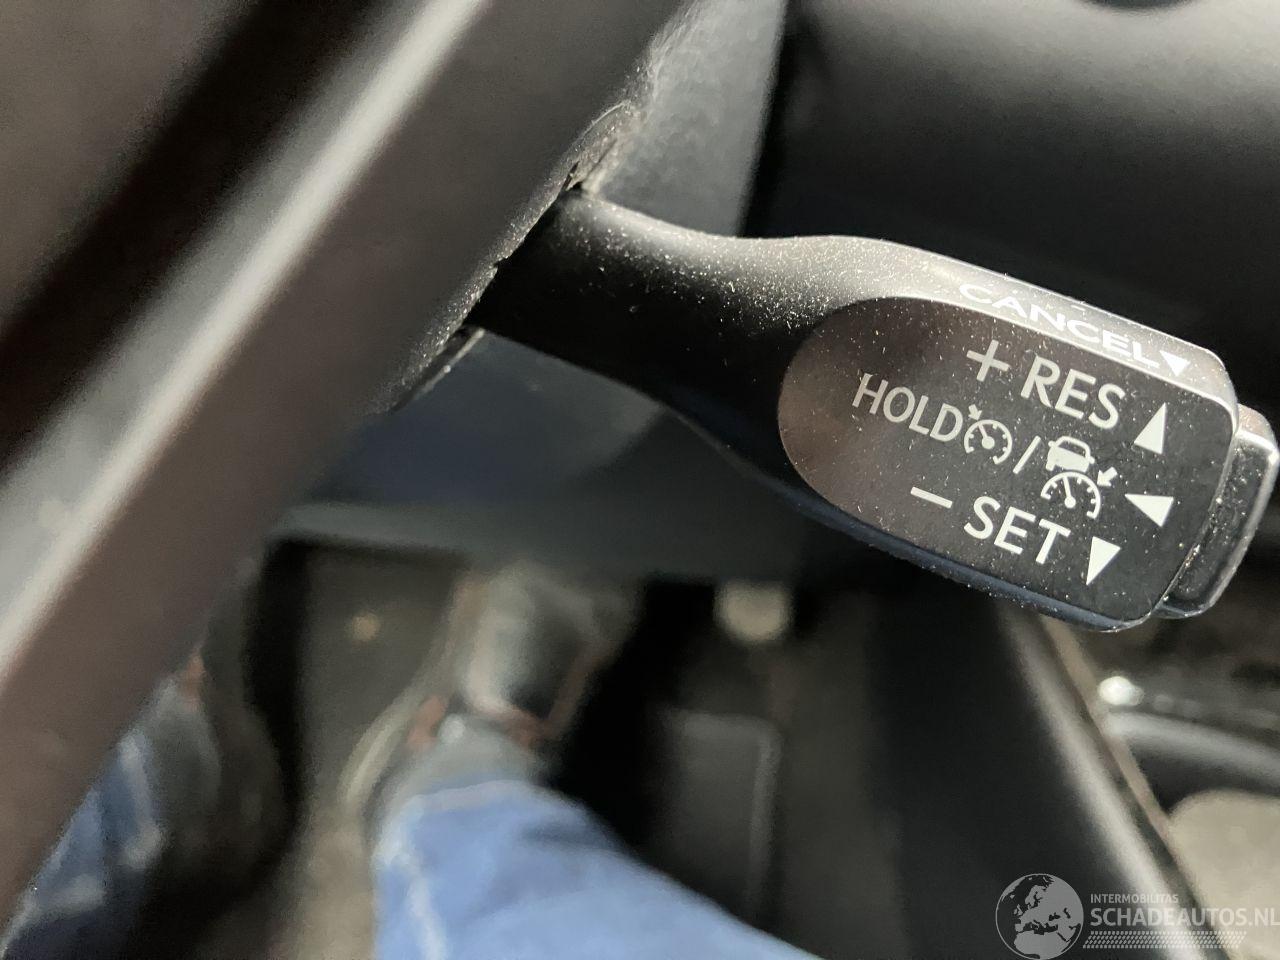 CANCEL▼
+ RES ▲
HOLD / ◀
− SET ▼
INTERMOBILITAS
SCHADEAUTOS.NL